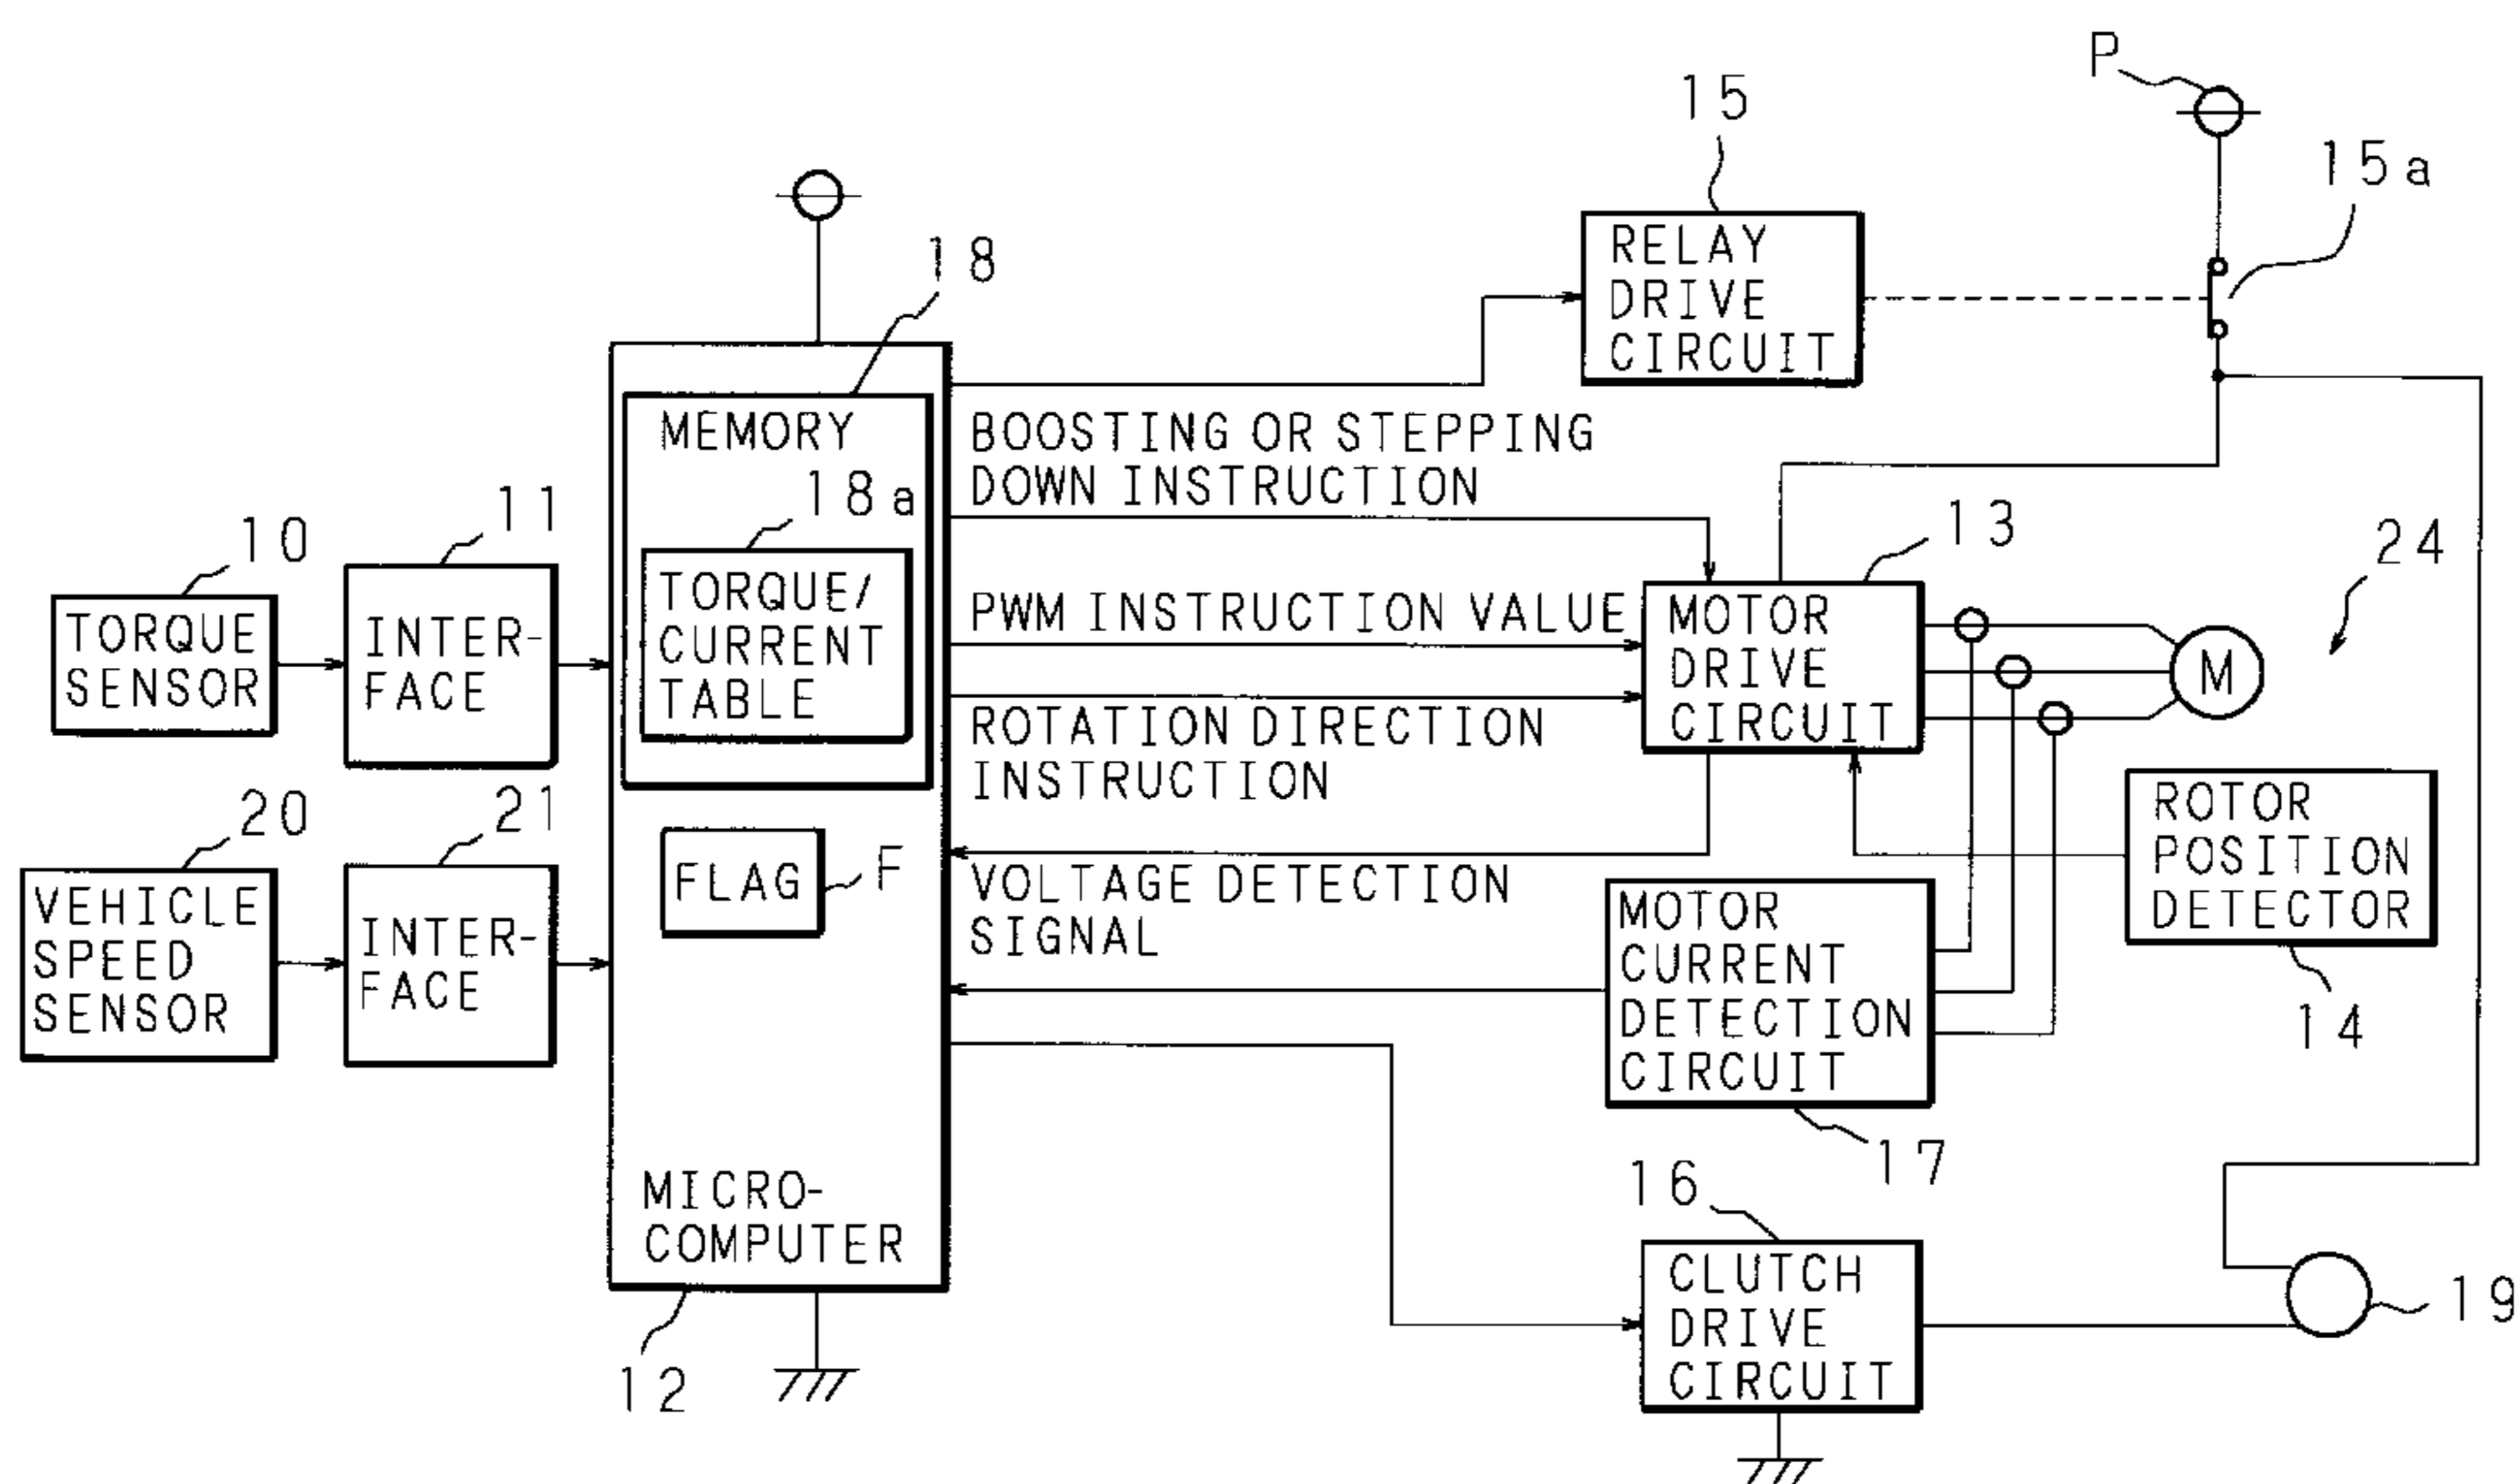 P
15
15a
RELAY
DRIVE
CIRCUIT
18
MEMORY
BOOSTING OR STEPPING
DOWN INSTRUCTION
18a
10
11
13
24
TORQUE
SENSOR
INTER-
FACE
TORQUE/
CURRENT
TABLE
PWM INSTRUCTION VALUE
MOTOR
DRIVE
CIRCUIT
M
ROTATION DIRECTION
INSTRUCTION
20
21
ROTOR
POSITION
DETECTOR
14
VEHICLE
SPEED
SENSOR
INTER-
FACE
FLAG
F
VOLTAGE DETECTION
SIGNAL
MOTOR
CURRENT
DETECTION
CIRCUIT
17
MICRO-
COMPUTER
12
16
CLUTCH
DRIVE
CIRCUIT
19